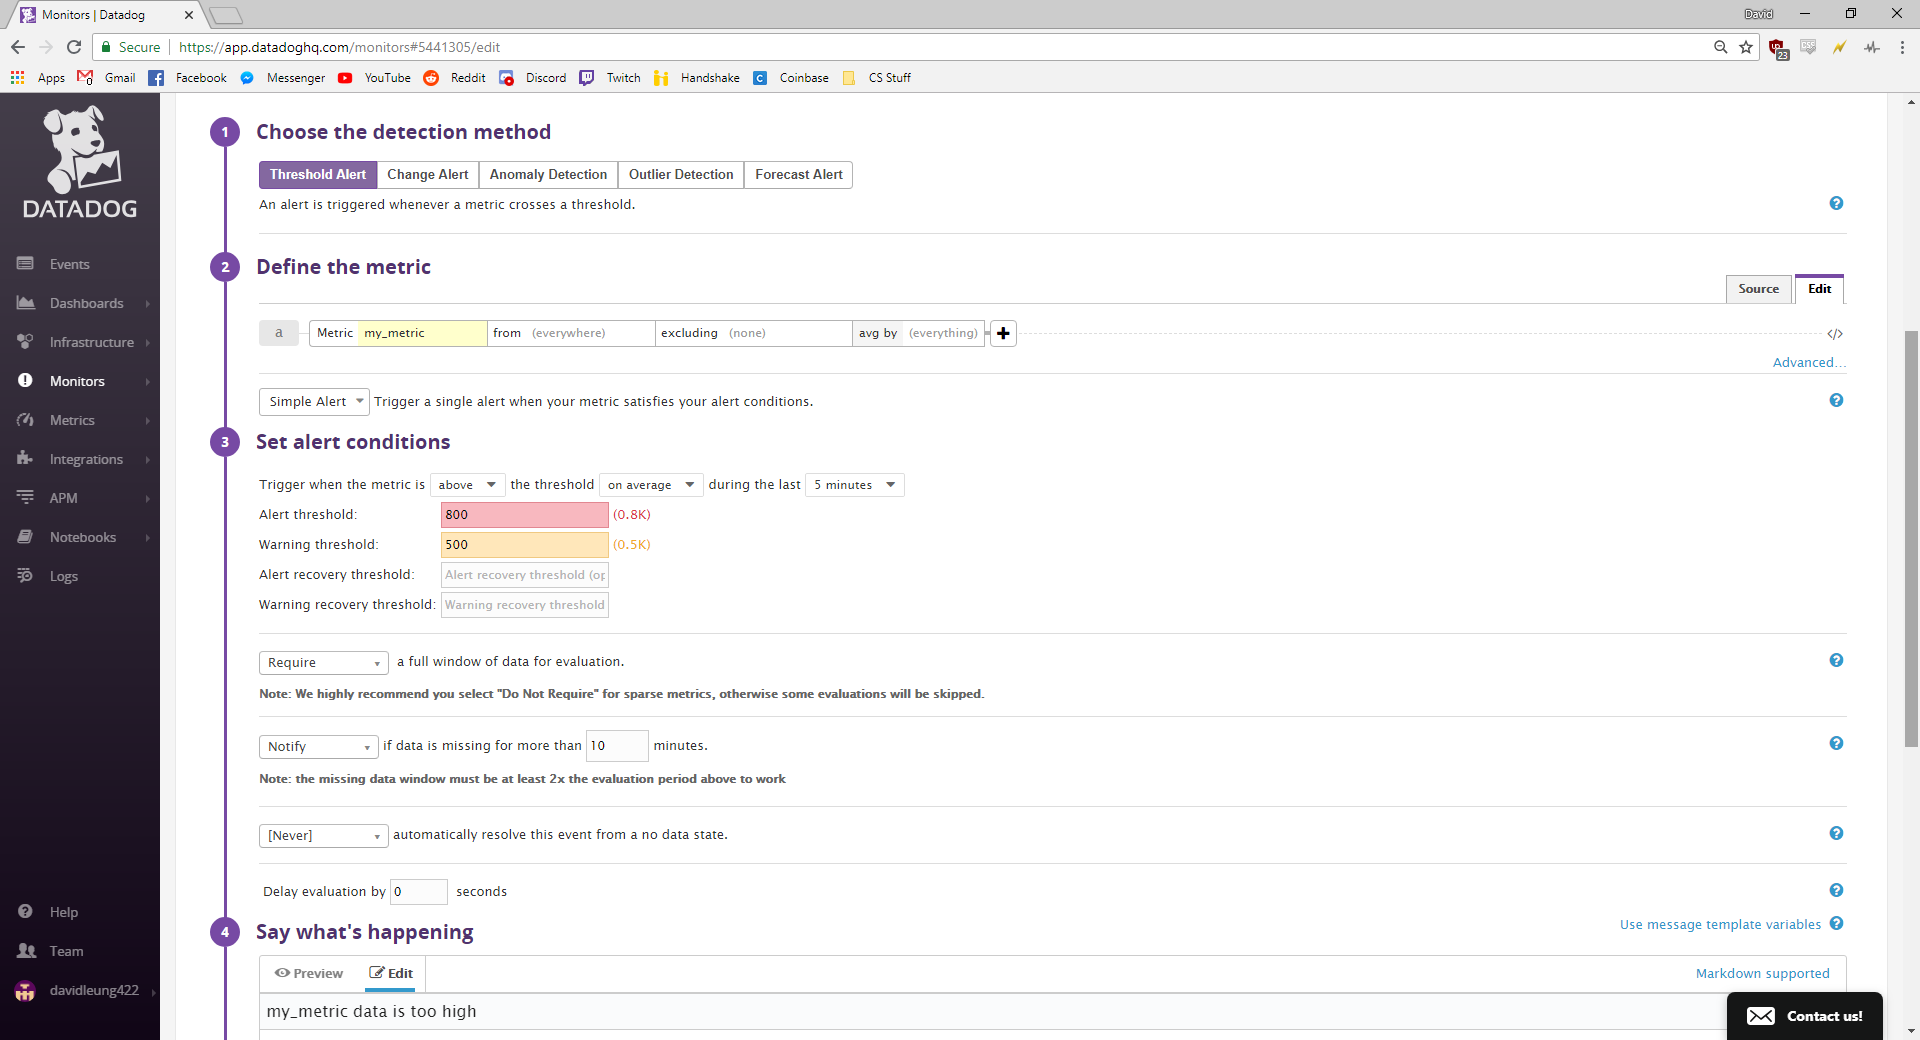 Monitors | Datadog
David
Secure https://app.datadoghq.com/monitors#5441305/edit
23
Apps Gmail Facebook Messenger YouTube Reddit Discord Twitch Handshake Coinbase CS Stuff
DATADOG
Events
Dashboards
Infrastructure
Monitors
Metrics
Integrations
APM
Notebooks
Logs
Help
Team
davidleung422
1 Choose the detection method
Threshold Alert Change Alert Anomaly Detection Outlier Detection Forecast Alert
An alert is triggered whenever a metric crosses a threshold. ?
2 Define the metric
Source Edit
a Metric my_metric from (everywhere) excluding (none) avg by (everything) + </>
Advanced...
Simple Alert Trigger a single alert when your metric satisfies your alert conditions. ?
3 Set alert conditions
Trigger when the metric is above the threshold on average during the last 5 minutes
Alert threshold: 800 (0.8K)
Warning threshold: 500 (0.5K)
Alert recovery threshold: Alert recovery threshold (op
Warning recovery threshold: Warning recovery threshold
Require a full window of data for evaluation. ?
Note: We highly recommend you select "Do Not Require" for sparse metrics, otherwise some evaluations will be skipped.
Notify if data is missing for more than 10 minutes. ?
Note: the missing data window must be at least 2x the evaluation period above to work
[Never] automatically resolve this event from a no data state. ?
Delay evaluation by 0 seconds ?
4 Say what's happening
Use message template variables ?
Preview Edit Markdown supported
my_metric data is too high
Contact us!